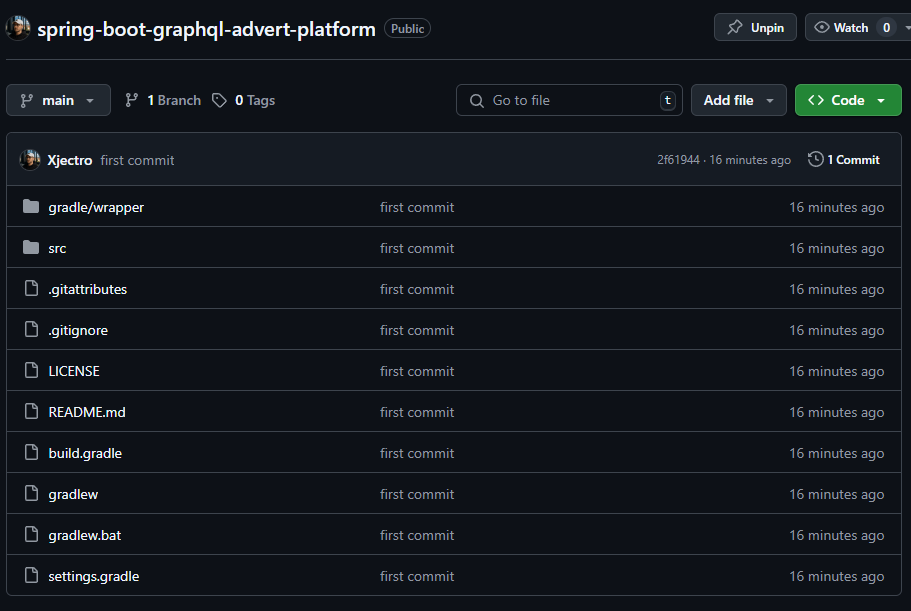 spring-boot-graphql-advert-platform Public Unpin Watch 0
main 1 Branch 0 Tags Go to file t Add file Code
Xjectro first commit 2f61944 · 16 minutes ago 1 Commit
gradle/wrapper first commit 16 minutes ago
src first commit 16 minutes ago
.gitattributes first commit 16 minutes ago
.gitignore first commit 16 minutes ago
LICENSE first commit 16 minutes ago
README.md first commit 16 minutes ago
build.gradle first commit 16 minutes ago
gradlew first commit 16 minutes ago
gradlew.bat first commit 16 minutes ago
settings.gradle first commit 16 minutes ago